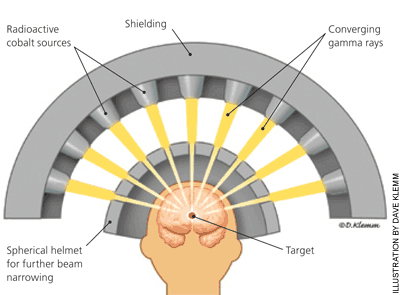 Shielding
Radioactive
cobalt sources
Converging
gamma rays
©D.Klemm
Spherical helmet
for further beam
narrowing
Target
ILLUSTRATION BY DAVE KLEMM